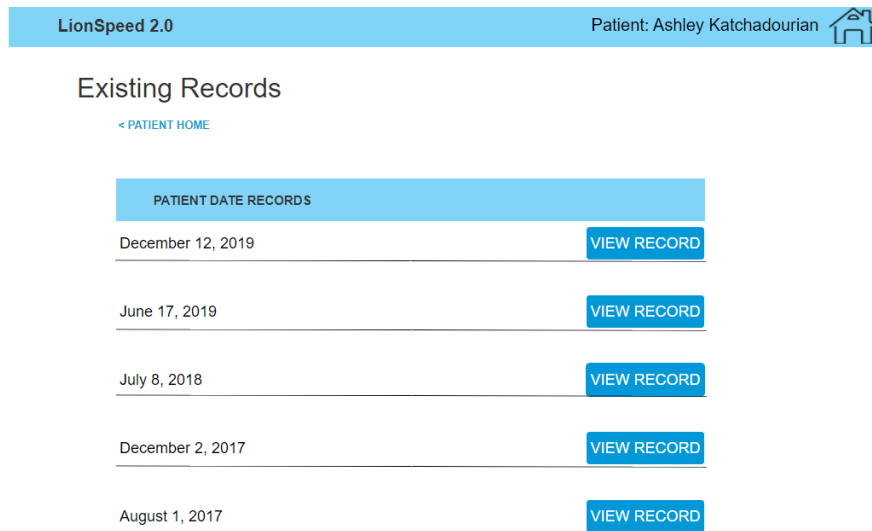 LionSpeed 2.0 Patient: Ashley Katchadourian
Existing Records
< PATIENT HOME
PATIENT DATE RECORDS
December 12, 2019 VIEW RECORD
June 17, 2019 VIEW RECORD
July 8, 2018 VIEW RECORD
December 2, 2017 VIEW RECORD
August 1, 2017 VIEW RECORD